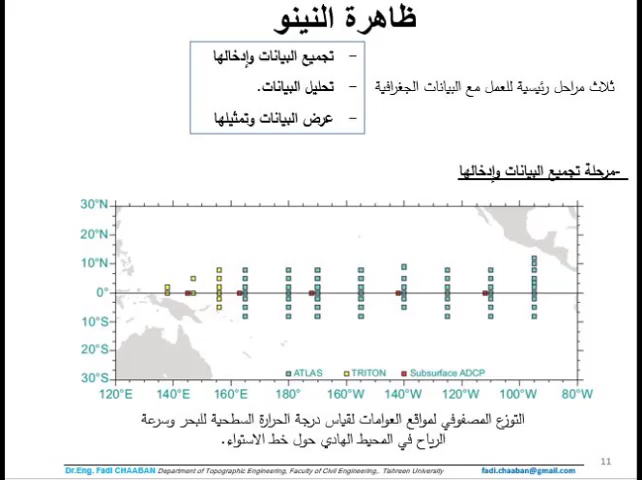 ظاهرة النينو
ثلاث مراحل رئيسية للعمل مع البيانات الجغرافية
- تجميع البيانات وإدخالها
- تحليل البيانات.
- عرض البيانات وتمثيلها
-مرحلة تجميع البيانات وإدخالها
30°N
20°N
10°N
0°
10°S
20°S
30°S
ATLAS TRITON Subsurface ADCP
120°E 140°E 160°E 180° 160°W 140°W 120°W 100°W 80°W
التوزع المصفوفي لمواقع العوامات لقياس درجة الحرارة السطحية للبحر وسرعة
الرياح في المحيط الهادي حول خط الاستواء.
11
Dr.Eng. Fadi CHAABAN Department of Topographic Engineering, Faculty of Civil Engineering,. Tishreen University fadi.chaaban@gmail.com